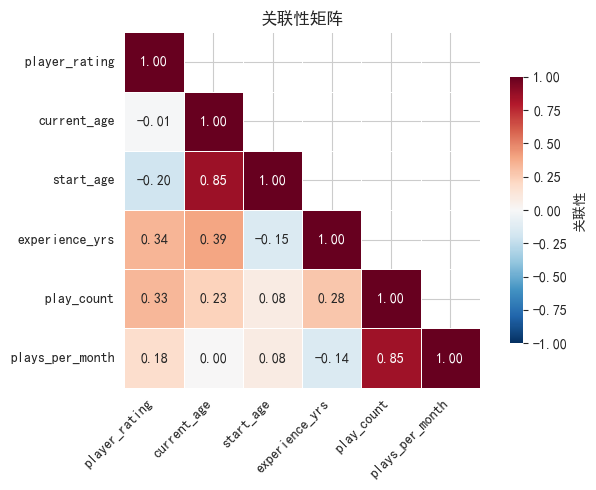 关联性矩阵
player_rating 1.00
current_age -0.01 1.00
start_age -0.20 0.85 1.00
experience_yrs 0.34 0.39 -0.15 1.00
play_count 0.33 0.23 0.08 0.28 1.00
plays_per_month 0.18 0.00 0.08 -0.14 0.85 1.00
player_rating current_age start_age experience_yrs play_count plays_per_month
1.00
0.75
0.50
0.25
0.00
-0.25
-0.50
-0.75
-1.00
关联性